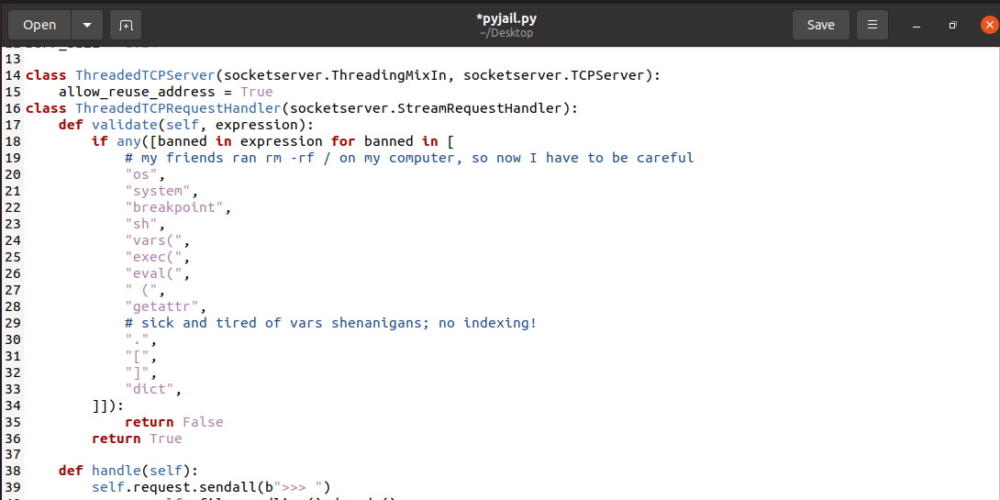 Open
*pyjail.py
~/Desktop
Save
13
14 class ThreadedTCPServer(socketserver.ThreadingMixIn, socketserver.TCPServer):
15     allow_reuse_address = True
16 class ThreadedTCPRequestHandler(socketserver.StreamRequestHandler):
17     def validate(self, expression):
18         if any([banned in expression for banned in [
19             # my friends ran rm -rf / on my computer, so now I have to be careful
20             "os",
21             "system",
22             "breakpoint",
23             "sh",
24             "vars(",
25             "exec(",
26             "eval(",
27             " (",
28             "getattr",
29             # sick and tired of vars shenanigans; no indexing!
30             ".",
31             "[",
32             "]",
33             "dict",
34         ]]):
35             return False
36         return True
37
38     def handle(self):
39         self.request.sendall(b">>> ")